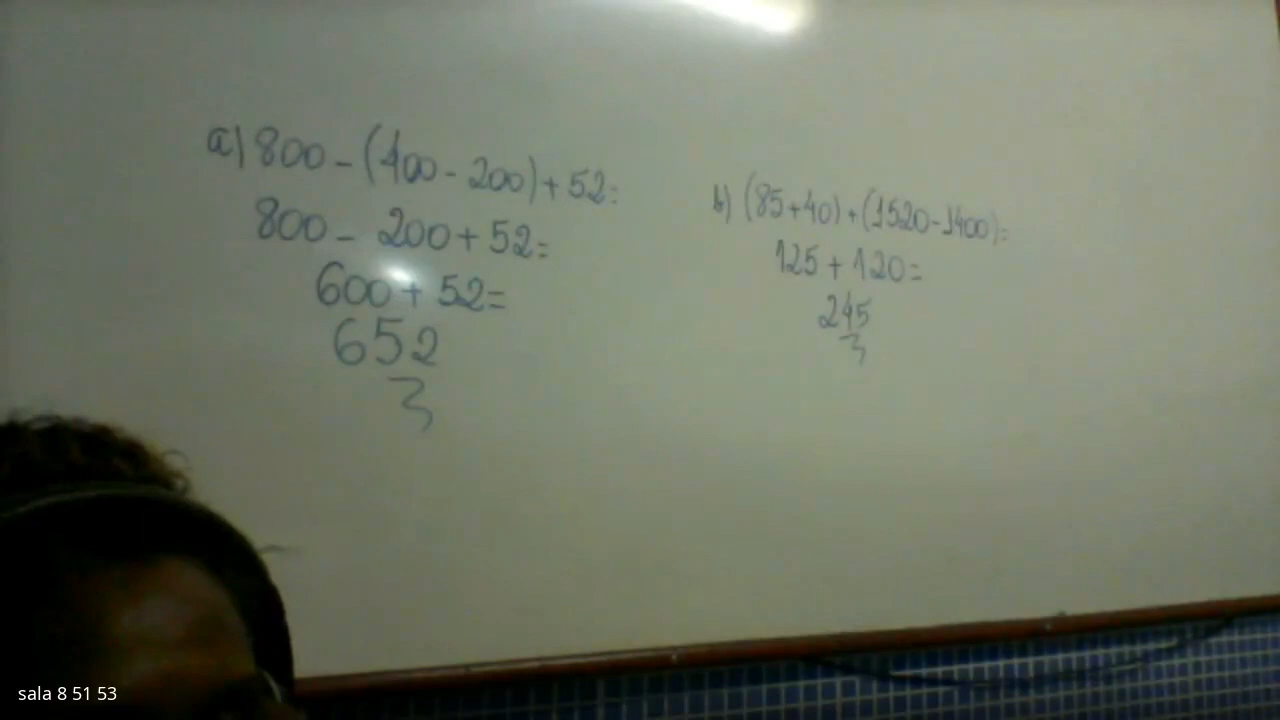 a) 800 - (400 - 200) + 52 =
800 - 200 + 52 =
600 + 52 =
652
b) (85 + 40) + (1520 - 1400) =
125 + 120 =
245
sala 8 51 53